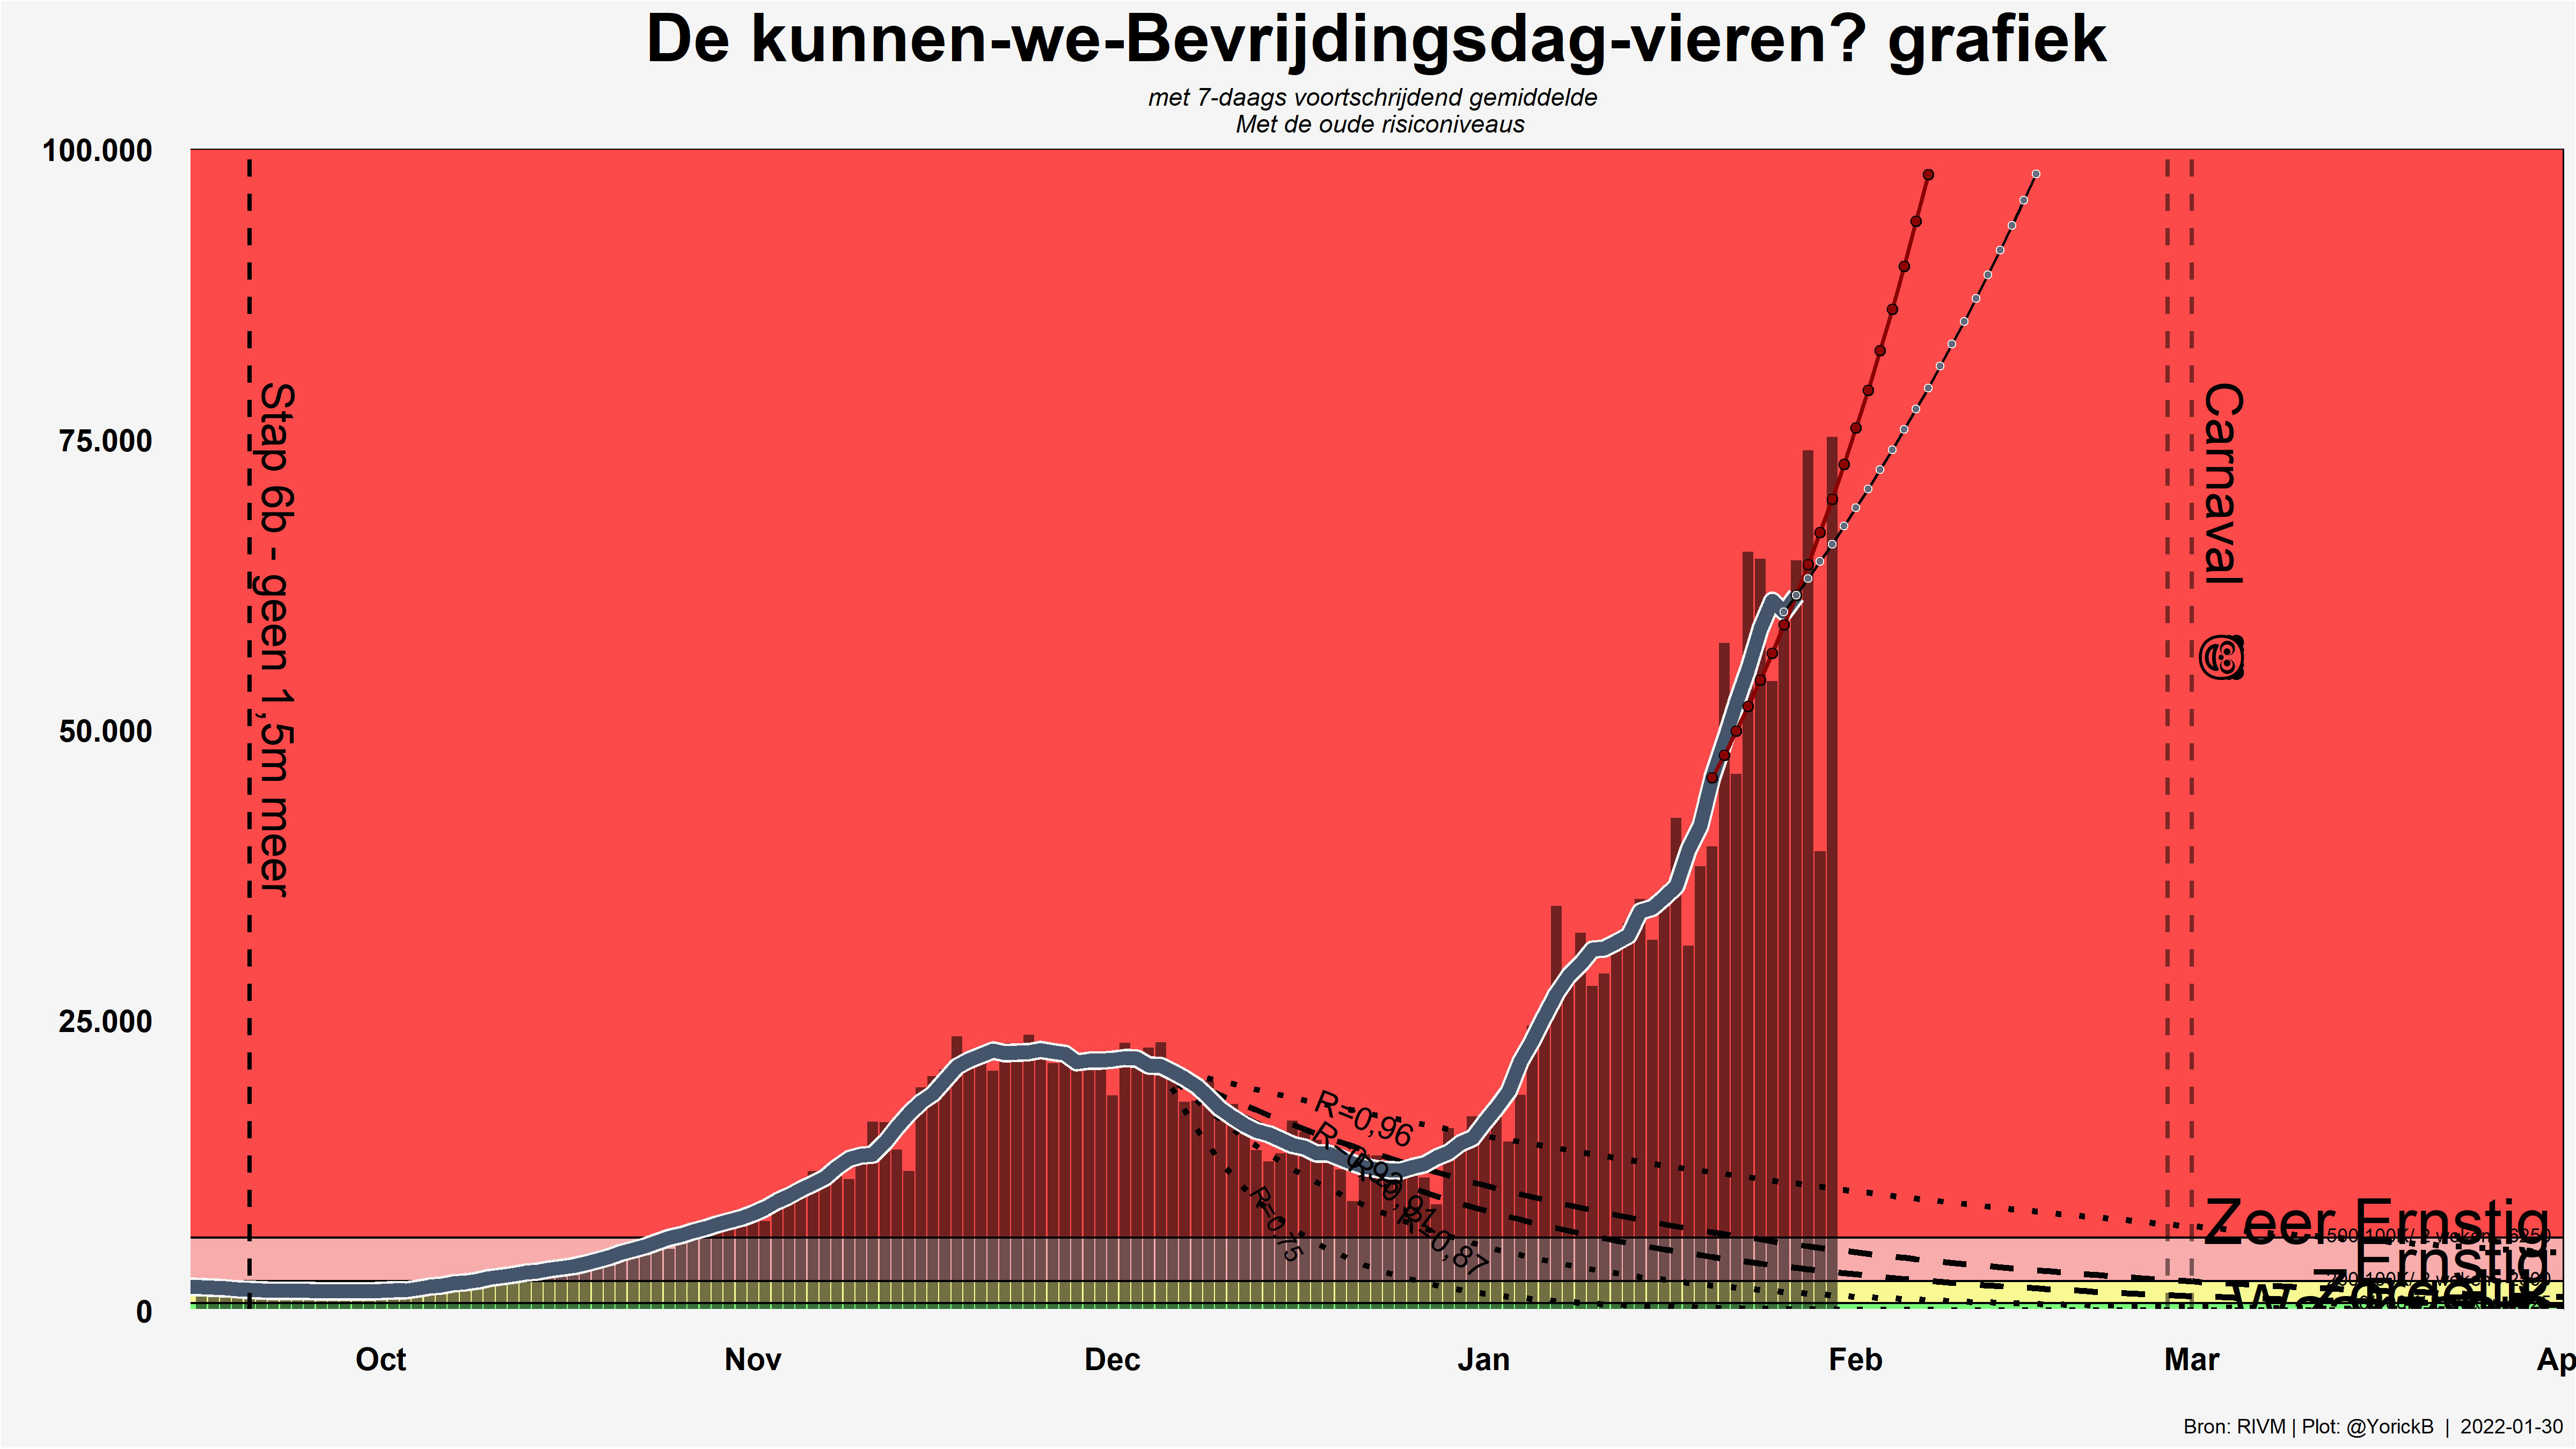 De kunnen-we-Bevrijdingsdag-vieren? grafiek
met 7-daags voortschrijdend gemiddelde
Met de oude risiconiveaus
100.000
75.000
50.000
25.000
0
Stap 6b - geen 1,5m meer
Carnaval
R=0,96
R=0,87
R=0,75
Zeer Ernstig
Ernstig
Oct
Nov
Dec
Jan
Feb
Mar
Ap
Bron: RIVM | Plot: @YorickB | 2022-01-30